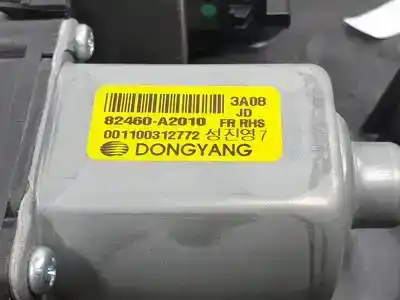 3A08
JD
82460-A2010 FR RHS
001100312772 성진영 7
DONGYANG